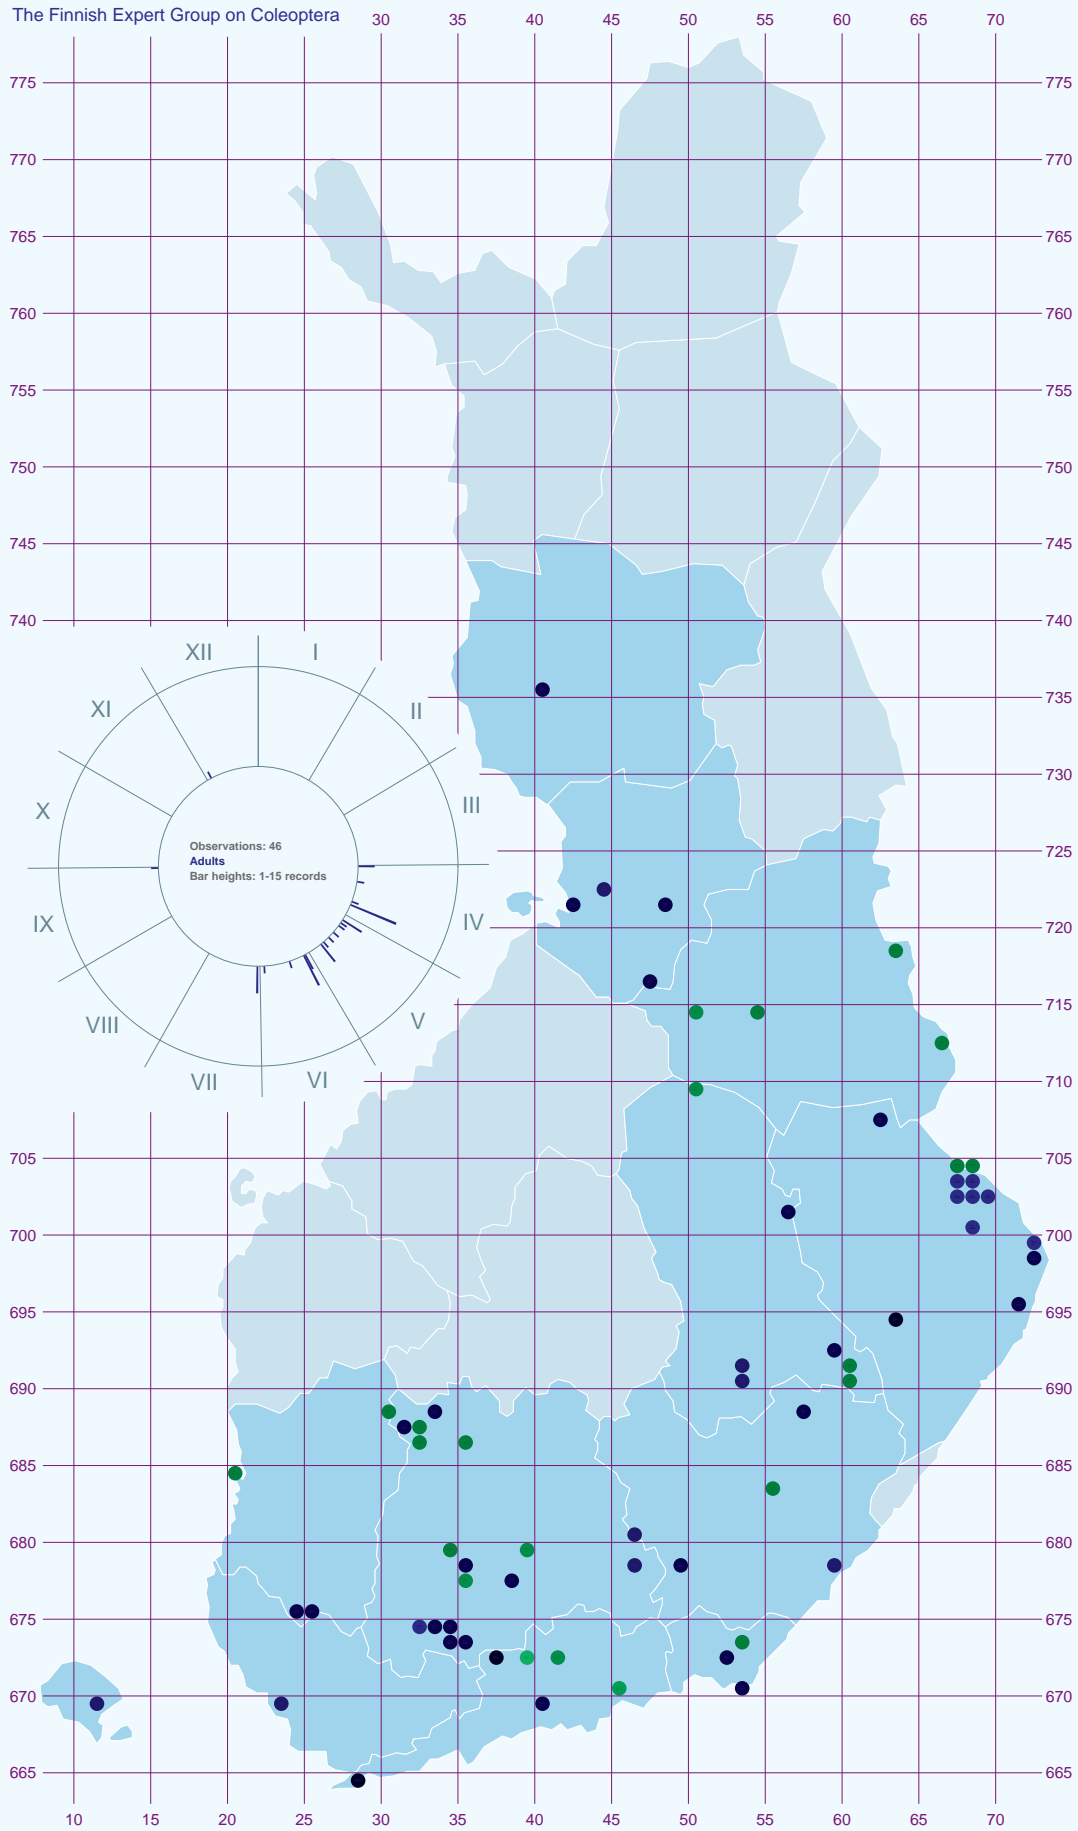 The Finnish Expert Group on Coleoptera
30 35 40 45 50 55 60 65 70
775 775
770 770
765 765
760 760
755 755
750 750
745 745
740 740
XII I
XI II
735
X III
730
Observations: 46
Adults
Bar heights: 1-15 records
725
IX IV
720
VIII V
715
VII VI
710
705 705
700 700
695 695
690 690
685 685
680 680
675 675
670 670
665 665
10 15 20 25 30 35 40 45 50 55 60 65 70